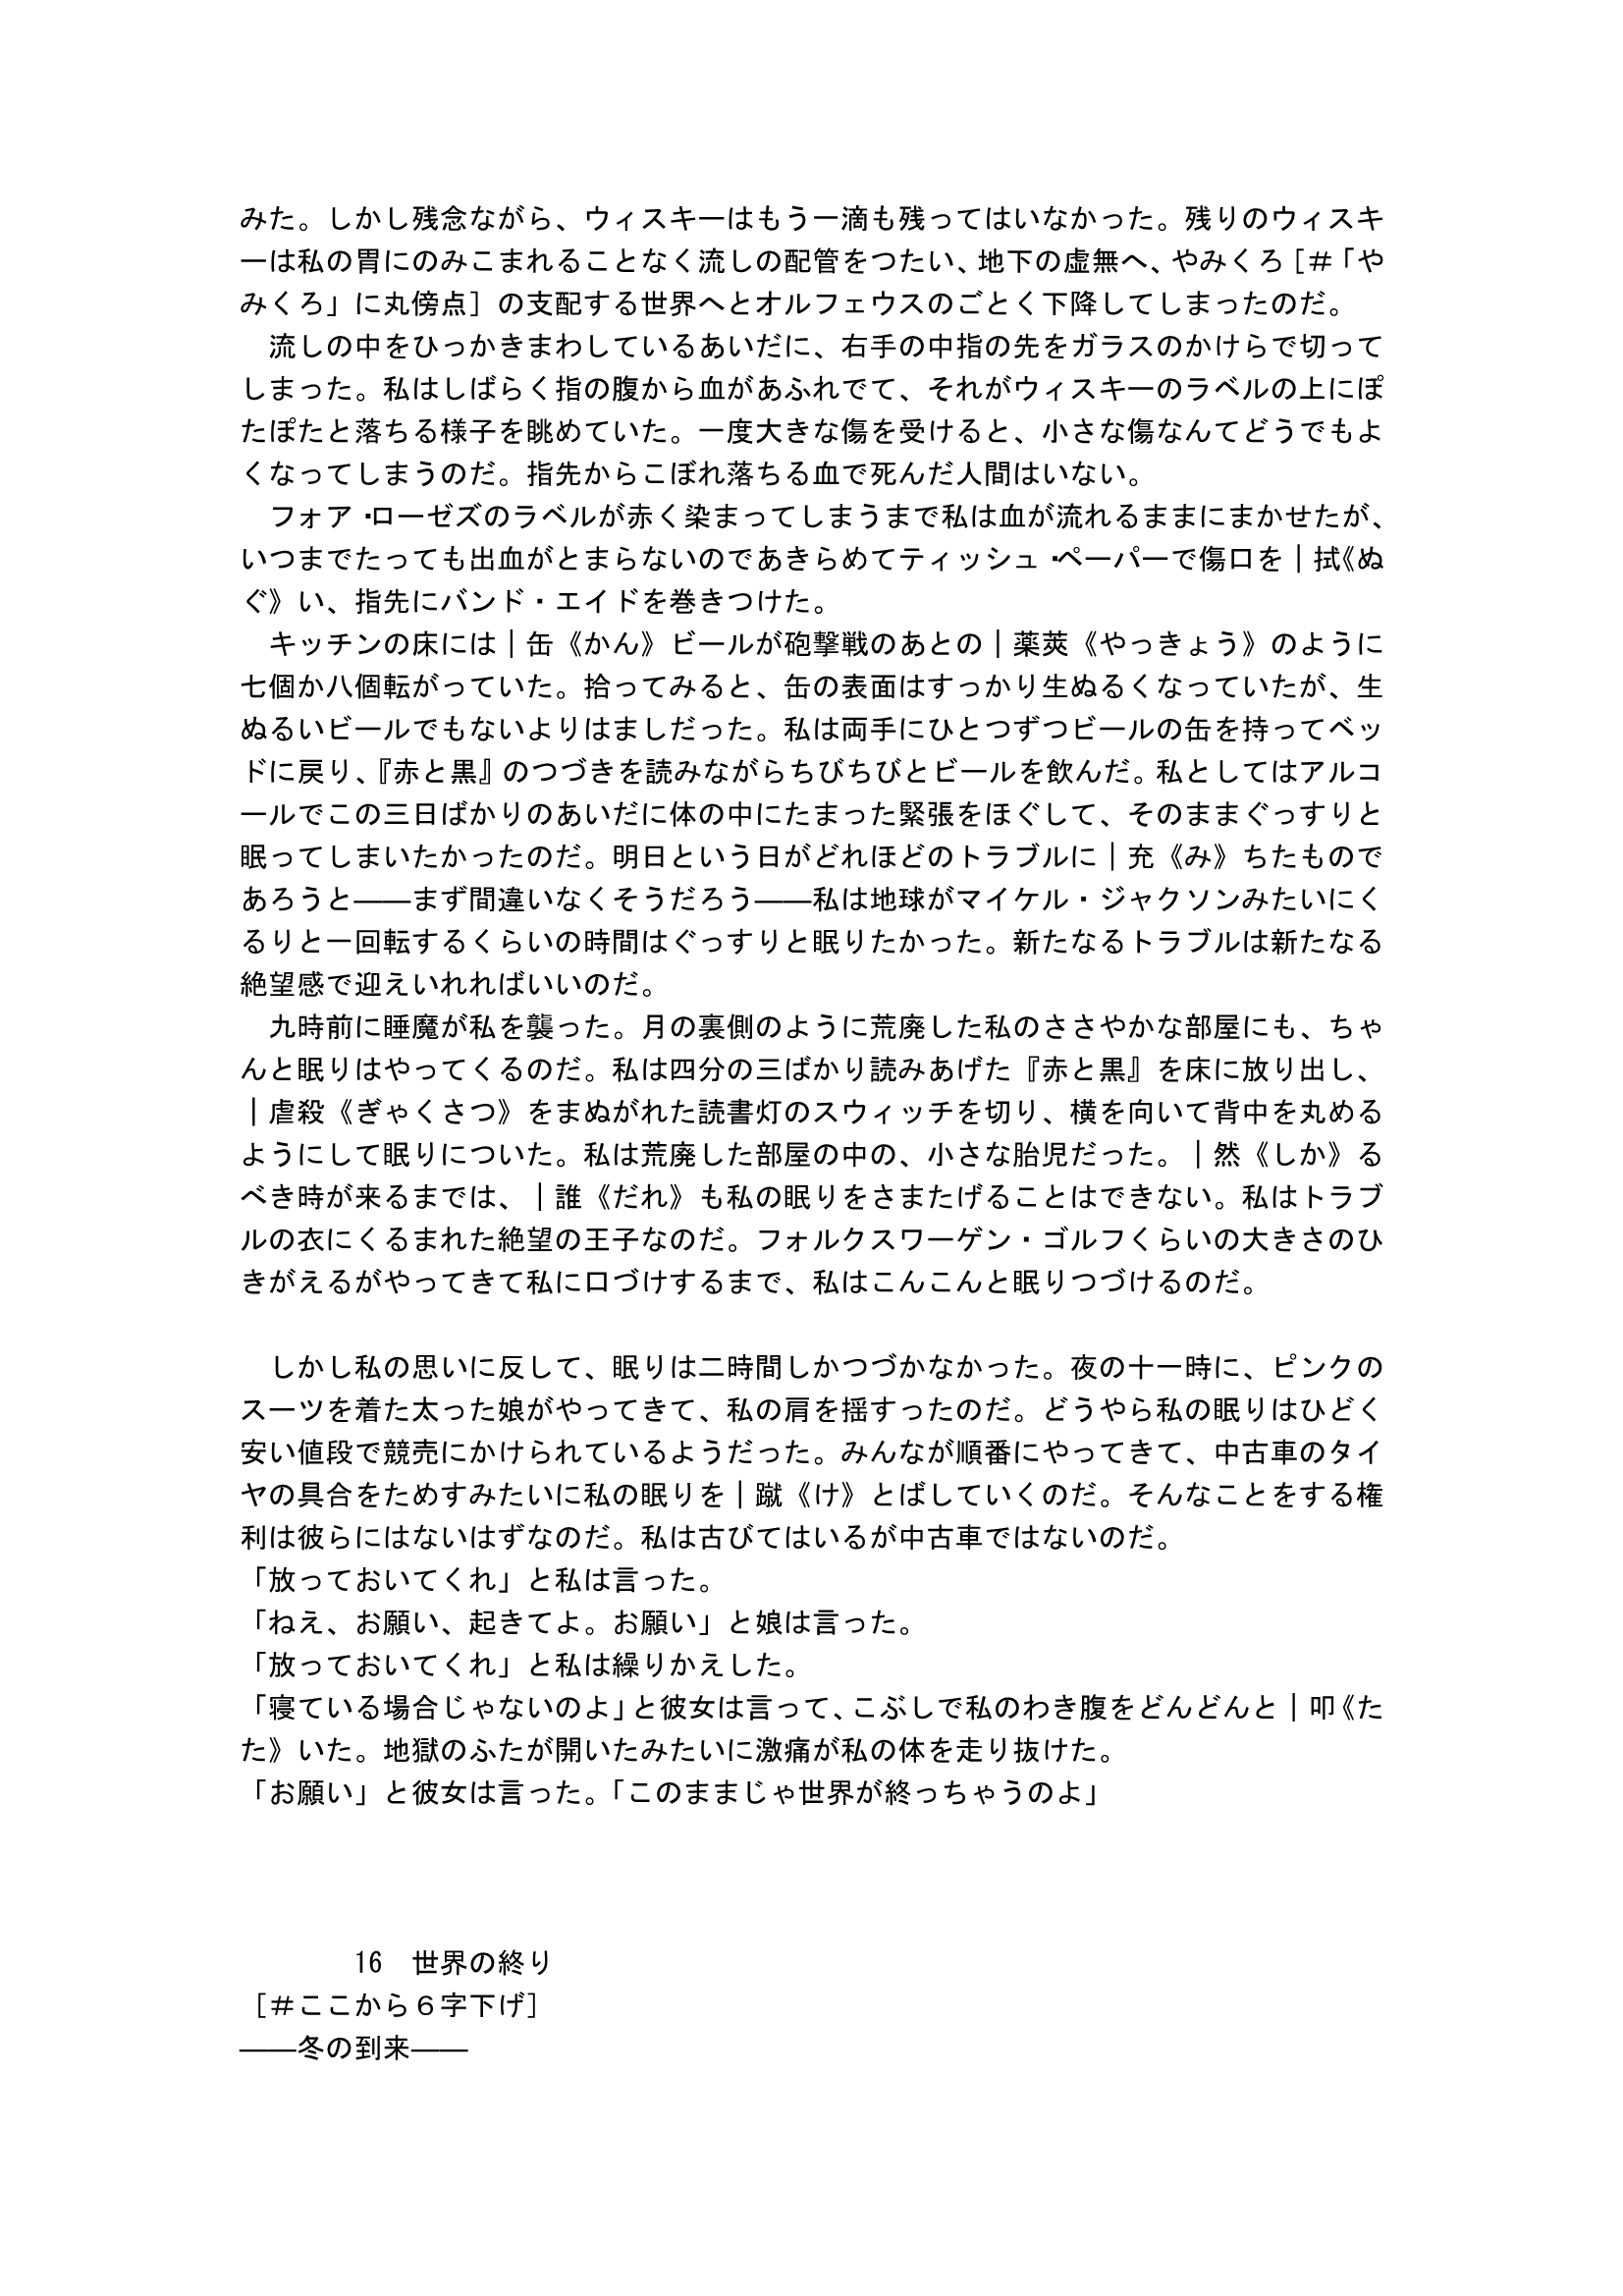 みた。しかし残念ながら、ウィスキーはもう一滴も残ってはいなかった。残りのウィスキ
ーは私の胃にのみこまれることなく流しの配管をつたい、地下の虚無へ、やみくろ［＃「や
みくろ」に丸傍点］の支配する世界へとオルフェウスのごとく下降してしまったのだ。
　流しの中をひっかきまわしているあいだに、右手の中指の先をガラスのかけらで切って
しまった。私はしばらく指の腹から血があふれでて、それがウィスキーのラベルの上にぽ
たぽたと落ちる様子を眺めていた。一度大きな傷を受けると、小さな傷なんてどうでもよ
くなってしまうのだ。指先からこぼれ落ちる血で死んだ人間はいない。
　フォア・ローゼズのラベルが赤く染まってしまうまで私は血が流れるままにまかせたが、
いつまでたっても出血がとまらないのであきらめてティッシュ・ペーパーで傷口を｜拭《ぬ
ぐ》い、指先にバンド・エイドを巻きつけた。
　キッチンの床には｜缶《かん》ビールが砲撃戦のあとの｜薬莢《やっきょう》のように
七個か八個転がっていた。拾ってみると、缶の表面はすっかり生ぬるくなっていたが、生
ぬるいビールでもないよりはましだった。私は両手にひとつずつビールの缶を持ってベッ
ドに戻り、『赤と黒』のつづきを読みながらちびちびとビールを飲んだ。私としてはアルコ
ールでこの三日ばかりのあいだに体の中にたまった緊張をほぐして、そのままぐっすりと
眠ってしまいたかったのだ。明日という日がどれほどのトラブルに｜充《み》ちたもので
あろうと――まず間違いなくそうだろう――私は地球がマイケル・ジャクソンみたいにく
るりと一回転するくらいの時間はぐっすりと眠りたかった。新たなるトラブルは新たなる
絶望感で迎えいれればいいのだ。
　九時前に睡魔が私を襲った。月の裏側のように荒廃した私のささやかな部屋にも、ちゃ
んと眠りはやってくるのだ。私は四分の三ばかり読みあげた『赤と黒』を床に放り出し、
｜虐殺《ぎゃくさつ》をまぬがれた読書灯のスウィッチを切り、横を向いて背中を丸める
ようにして眠りについた。私は荒廃した部屋の中の、小さな胎児だった。｜然《しか》る
べき時が来るまでは、｜誰《だれ》も私の眠りをさまたげることはできない。私はトラブ
ルの衣にくるまれた絶望の王子なのだ。フォルクスワーゲン・ゴルフくらいの大きさのひ
きがえるがやってきて私に口づけするまで、私はこんこんと眠りつづけるのだ。
　しかし私の思いに反して、眠りは二時間しかつづかなかった。夜の十一時に、ピンクの
スーツを着た太った娘がやってきて、私の肩を揺すったのだ。どうやら私の眠りはひどく
安い値段で競売にかけられているようだった。みんなが順番にやってきて、中古車のタイ
ヤの具合をためすみたいに私の眠りを｜蹴《け》とばしていくのだ。そんなことをする権
利は彼らにはないはずなのだ。私は古びてはいるが中古車ではないのだ。
「放っておいてくれ」と私は言った。
「ねえ、お願い、起きてよ。お願い」と娘は言った。
「放っておいてくれ」と私は繰りかえした。
「寝ている場合じゃないのよ」と彼女は言って、こぶしで私のわき腹をどんどんと｜叩《た
た》いた。地獄のふたが開いたみたいに激痛が私の体を走り抜けた。
「お願い」と彼女は言った。「このままじゃ世界が終っちゃうのよ」
16　世界の終り
［＃ここから６字下げ］
――冬の到来――